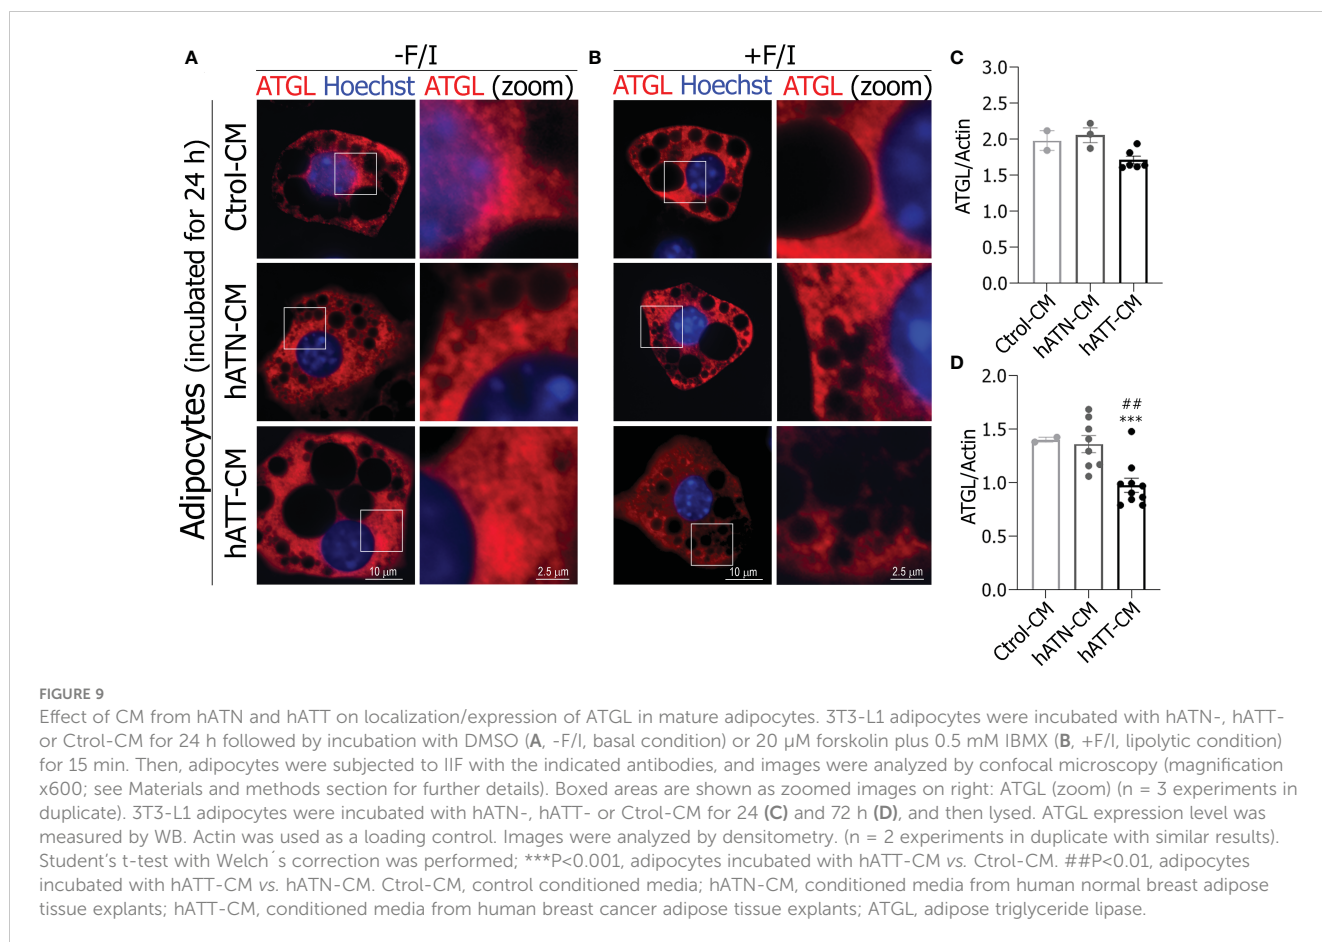 A
-F/I
ATGL Hoechst ATGL (zoom)
B
+F/I
ATGL Hoechst ATGL (zoom)
Adipocytes (incubated for 24 h)
Ctrol-CM
hATN-CM
hATT-CM
10 µm
2.5 µm
10 µm
2.5 µm
C
ATGL/Actin
3.0
2.5
2.0
1.5
1.0
0.5
0.0
Ctrol-CM
hATN-CM
hATT-CM
D
ATGL/Actin
2.0
1.5
1.0
0.5
0.0
##
***
Ctrol-CM
hATN-CM
hATT-CM
FIGURE 9
Effect of CM from hATN and hATT on localization/expression of ATGL in mature adipocytes. 3T3-L1 adipocytes were incubated with hATN-, hATT-
or Ctrol-CM for 24 h followed by incubation with DMSO (A, -F/I, basal condition) or 20 µM forskolin plus 0.5 mM IBMX (B, +F/I, lipolytic condition)
for 15 min. Then, adipocytes were subjected to IIF with the indicated antibodies, and images were analyzed by confocal microscopy (magnification
x600; see Materials and methods section for further details). Boxed areas are shown as zoomed images on right: ATGL (zoom) (n = 3 experiments in
duplicate). 3T3-L1 adipocytes were incubated with hATN-, hATT- or Ctrol-CM for 24 (C) and 72 h (D), and then lysed. ATGL expression level was
measured by WB. Actin was used as a loading control. Images were analyzed by densitometry. (n = 2 experiments in duplicate with similar results).
Student's t-test with Welch´s correction was performed; ***P<0.001, adipocytes incubated with hATT-CM vs. Ctrol-CM. ##P<0.01, adipocytes
incubated with hATT-CM vs. hATN-CM. Ctrol-CM, control conditioned media; hATN-CM, conditioned media from human normal breast adipose
tissue explants; hATT-CM, conditioned media from human breast cancer adipose tissue explants; ATGL, adipose triglyceride lipase.